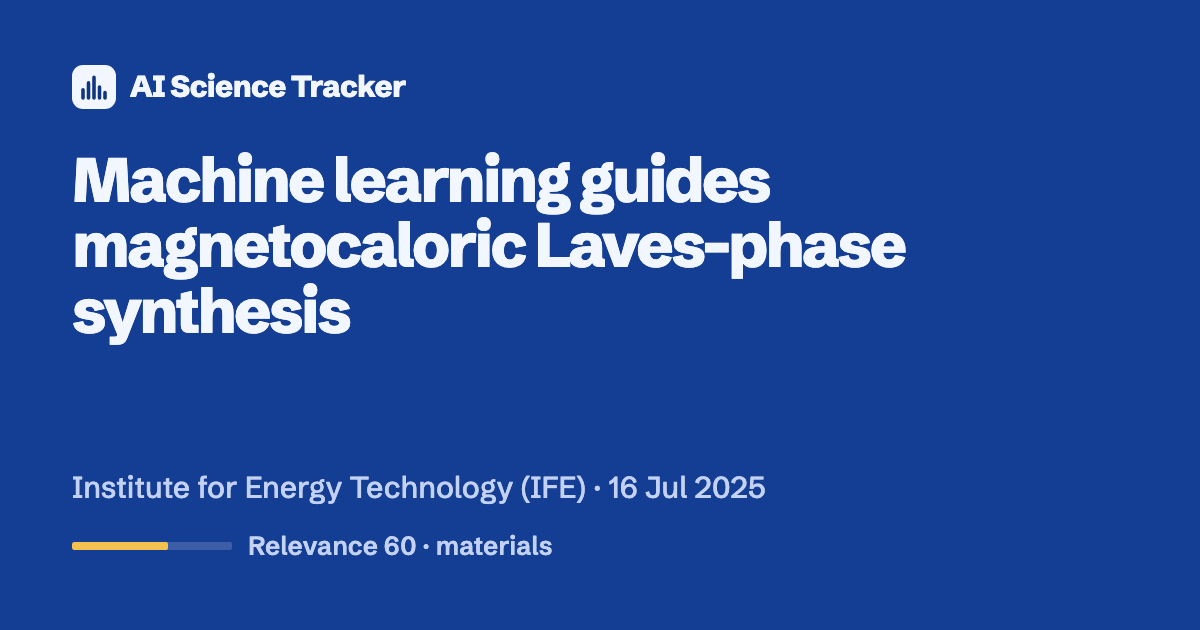 AI Science Tracker
Machine learning guides
magnetocaloric Laves-phase
synthesis
Institute for Energy Technology (IFE) · 16 Jul 2025
Relevance 60 · materials